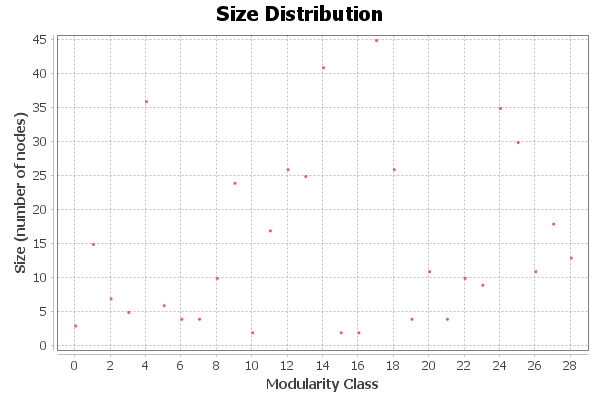 Size Distribution
Size (number of nodes)
45
40
35
30
25
20
15
10
5
0
0 2 4 6 8 10 12 14 16 18 20 22 24 26 28
Modularity Class